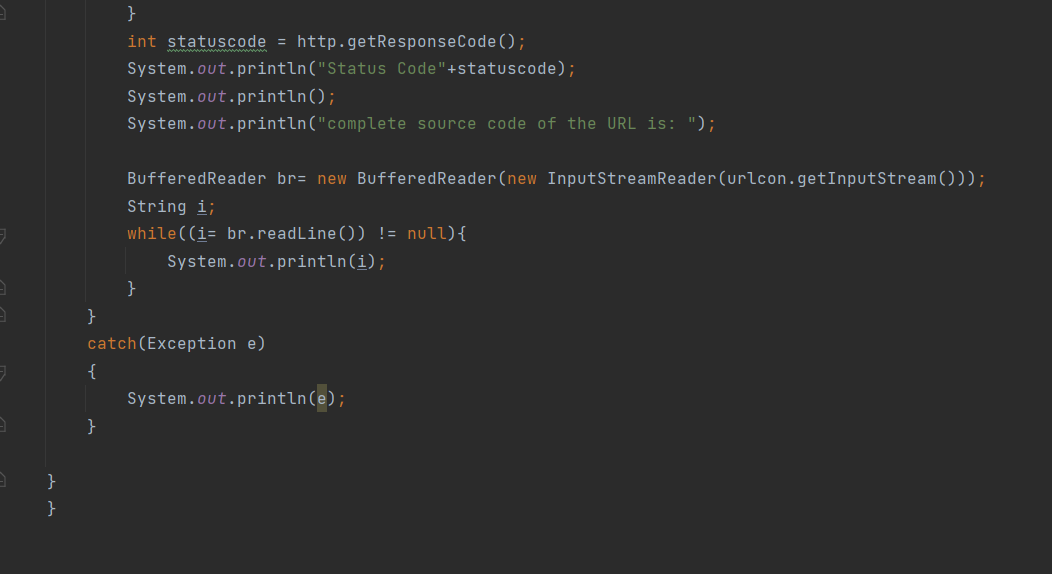 }
int statuscode = http.getResponseCode();
System.out.println("Status Code"+statuscode);
System.out.println();
System.out.println("complete source code of the URL is: ");
BufferedReader br= new BufferedReader(new InputStreamReader(urlcon.getInputStream()));
String i;
while((i= br.readLine()) != null){
System.out.println(i);
}
}
catch(Exception e)
{
System.out.println(e);
}
}
}